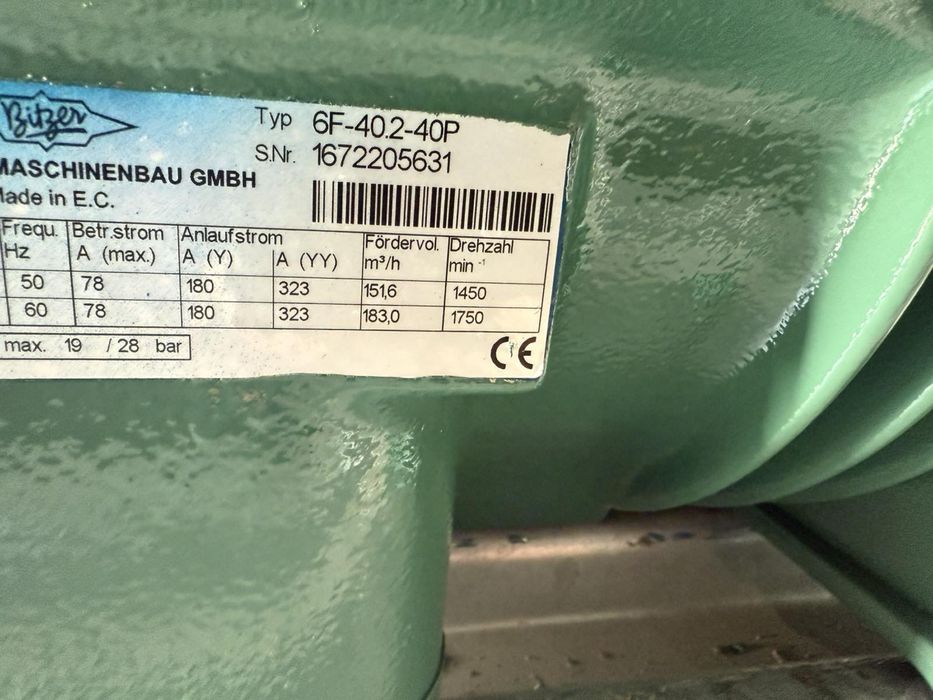 Bitzer
Typ 6F-40.2-40P
S.Nr. 1672205631
MASCHINENBAU GMBH
Made in E.C.
Frequ. Betr.strom Anlaufstrom Fördervol. Drehzahl
Hz A (max.) A (Y) A (YY) m³/h min -1
50 78 180 323 151,6 1450
60 78 180 323 183,0 1750
max. 19 / 28 bar
CE